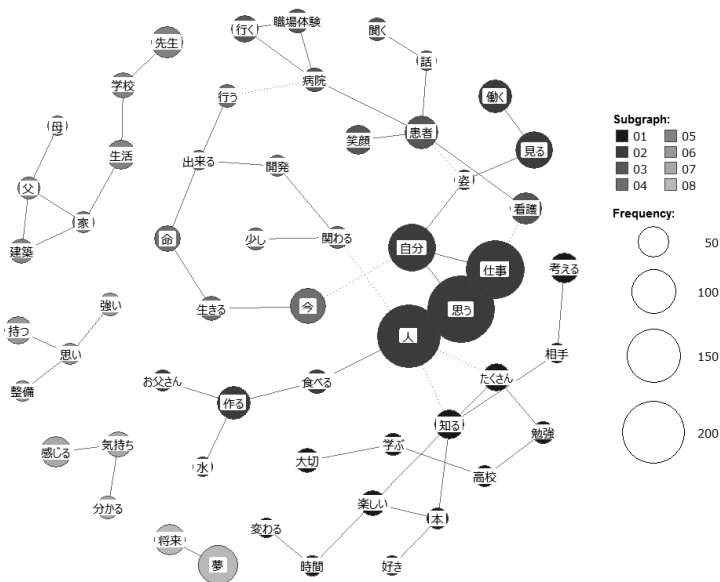 行く
職場体験
聞く
先生
話
学校
病院
働く
行う
母
笑顔
患者
見る
生活
出来る
開発
姿
父
看護
家
命
少し
関わる
自分
建築
仕事
考える
生きる
今
思う
強い
持つ
人
思い
相手
整備
お父さん
食べる
たくさん
作る
知る
勉強
感じる
気持ち
水
大切
学ぶ
高校
分かる
楽しい
変わる
本
将来
夢
時間
好き
Subgraph:
01 05
02 06
03 07
04 08
Frequency:
50
100
150
200